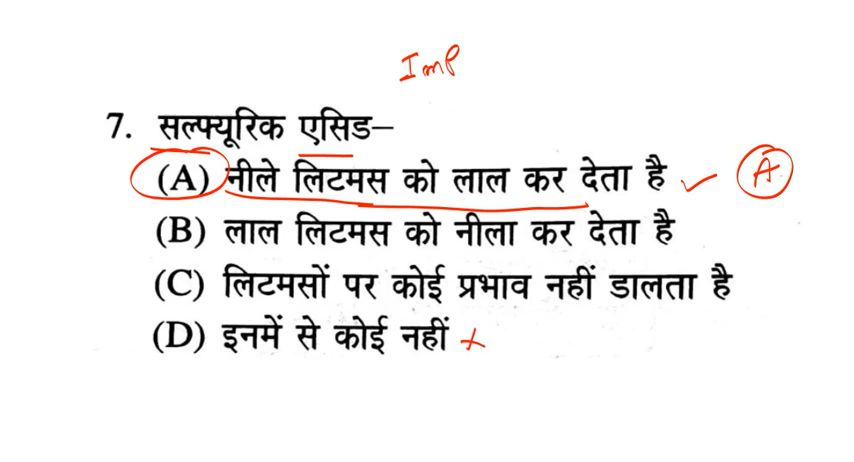 Imp
7. सल्फ्यूरिक एसिड–
(A) नीले लिटमस को लाल कर देता है ✓ A
(B) लाल लिटमस को नीला कर देता है
(C) लिटमसों पर कोई प्रभाव नहीं डालता है
(D) इनमें से कोई नहीं ×